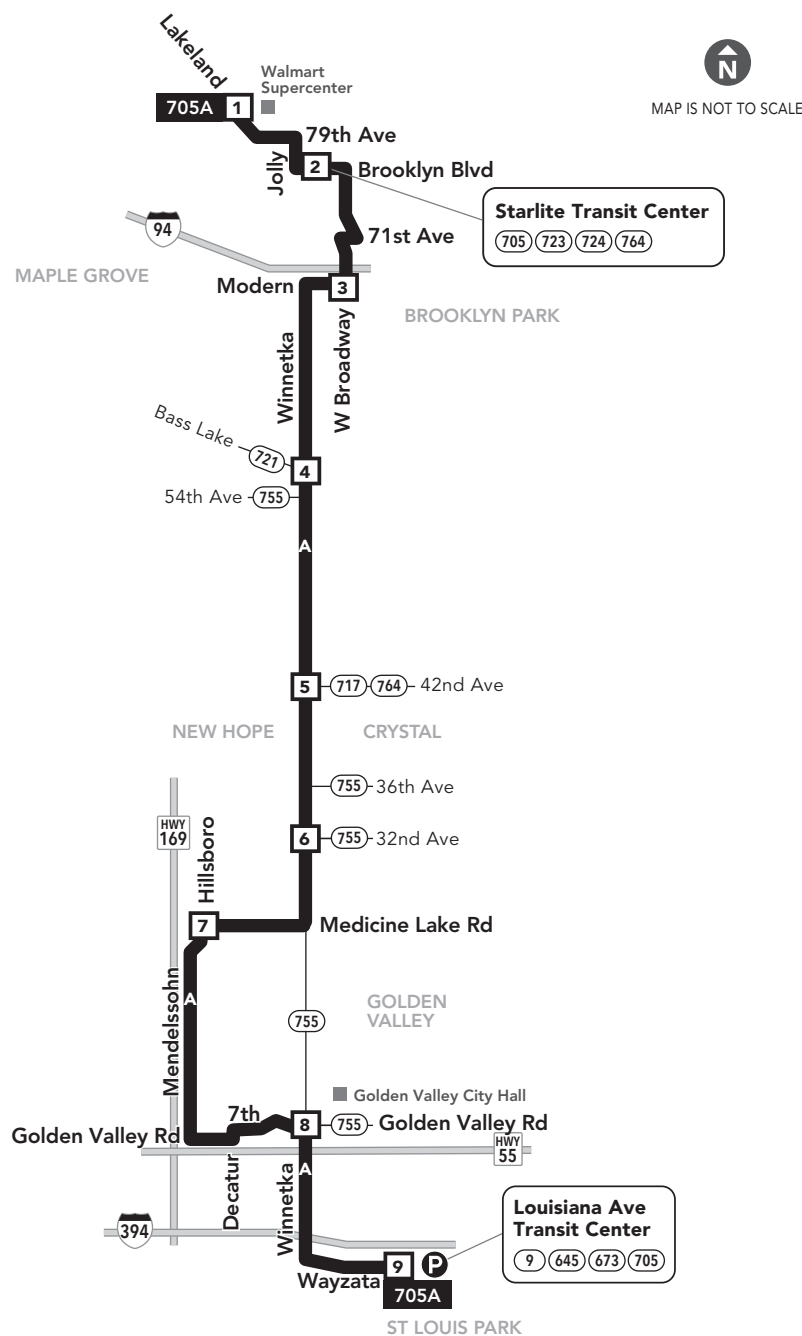 Lakeland
Walmart
Supercenter
N
MAP IS NOT TO SCALE
705A 1
79th Ave
Jolly
2 Brooklyn Blvd
Starlite Transit Center
705 723 724 764
71st Ave
94
MAPLE GROVE
Modern 3
BROOKLYN PARK
Winnetka
W Broadway
Bass Lake 721 4
54th Ave 755
A
5 717 764 42nd Ave
NEW HOPE CRYSTAL
755 36th Ave
HWY
169
6 755 32nd Ave
Hillsboro
7 Medicine Lake Rd
Mendelssohn
A
GOLDEN
VALLEY
755
Golden Valley City Hall
7th 8 755 Golden Valley Rd
Golden Valley Rd
HWY
55
Decatur
Winnetka
A
394
Louisiana Ave
Transit Center
9 645 673 705
Wayzata 9 P
705A
ST LOUIS PARK